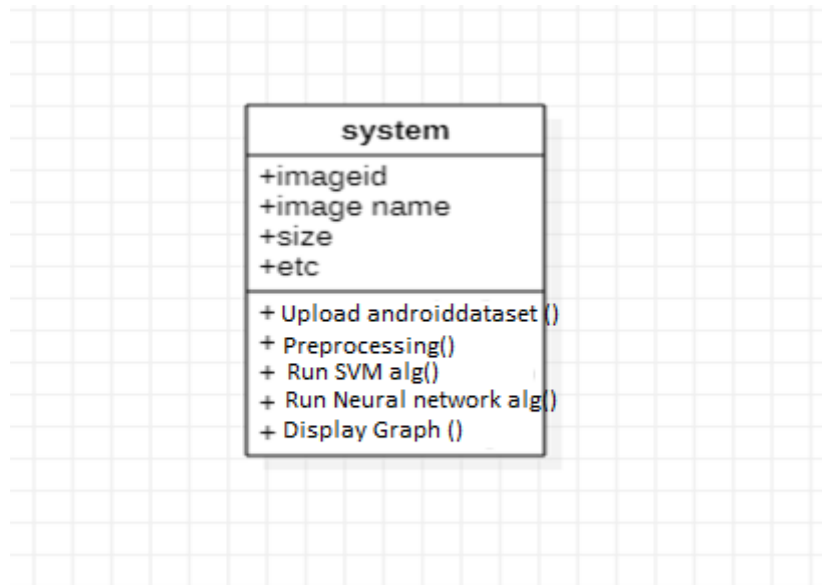 system
+imageid
+image name
+size
+etc
+ Upload androiddataset ()
+ Preprocessing()
+ Run SVM alg()
+ Run Neural network alg()
+ Display Graph ()